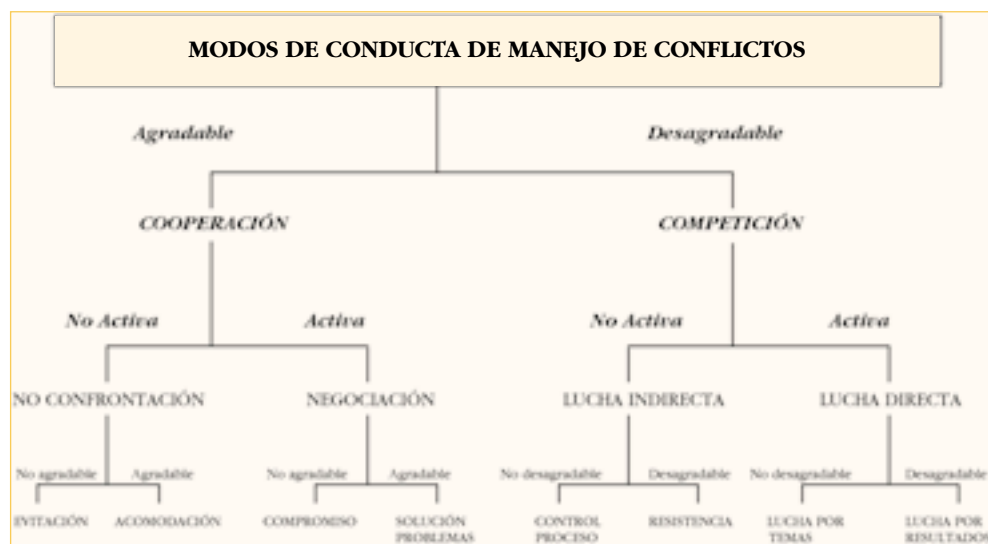 MODOS DE CONDUCTA DE MANEJO DE CONFLICTOS
Agradable Desagradable
COOPERACIÓN COMPETICIÓN
No Activa Activa No Activa Activa
NO CONFRONTACIÓN NEGOCIACIÓN LUCHA INDIRECTA LUCHA DIRECTA
No agradable Agradable No agradable Agradable No desagradable Desagradable No desagradable Desagradable
EVITACIÓN ACOMODACIÓN COMPROMISO SOLUCIÓN CONTROL RESISTENCIA LUCHA POR LUCHA POR
PROBLEMAS PROCESO TEMAS RESULTADOS